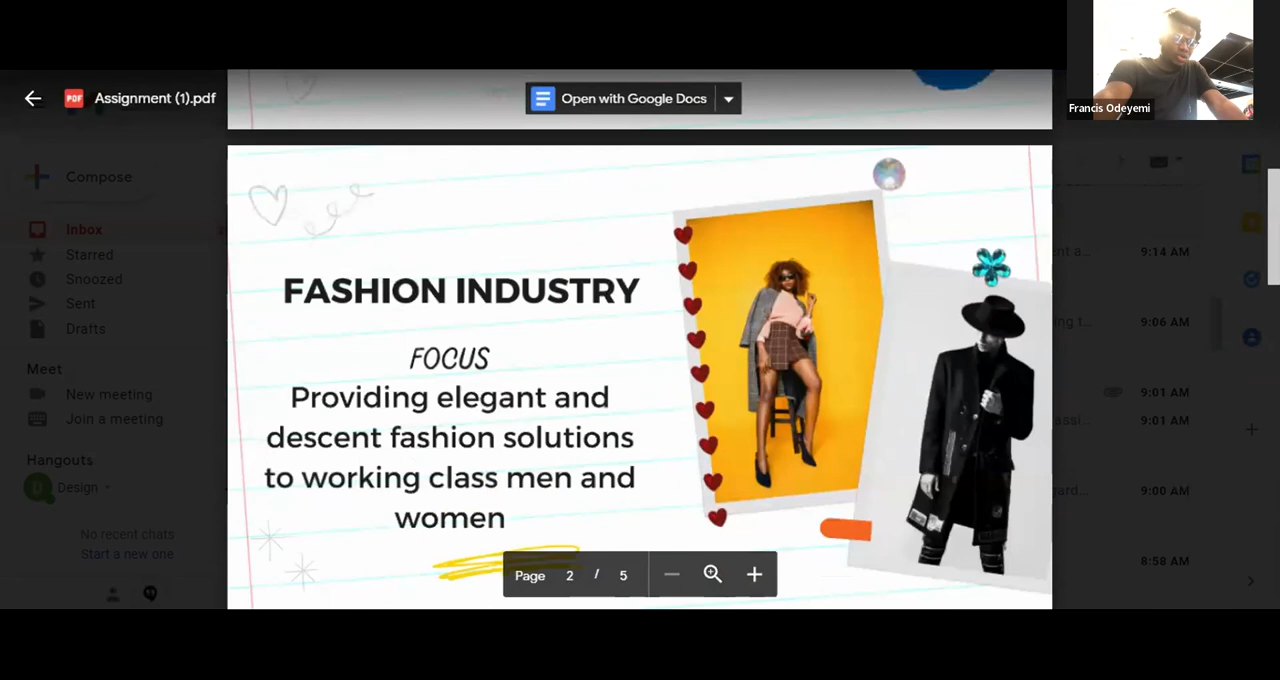 Assignment (1).pdf
Open with Google Docs
Francis Odeyemi
Compose
Inbox
Starred
Snoozed
Sent
Drafts
Meet
New meeting
Join a meeting
Hangouts
Design
No recent chats
Start a new one
FASHION INDUSTRY
FOCUS
Providing elegant and
descent fashion solutions
to working class men and
women
Page 2 / 5
9:14 AM
9:06 AM
9:01 AM
9:01 AM
9:00 AM
8:58 AM